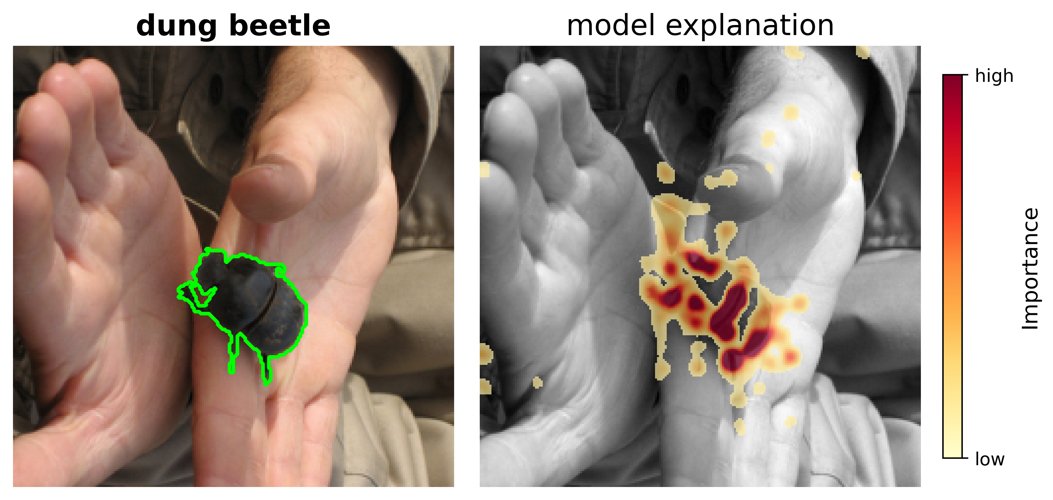 dung beetle
model explanation
high
Importance
low